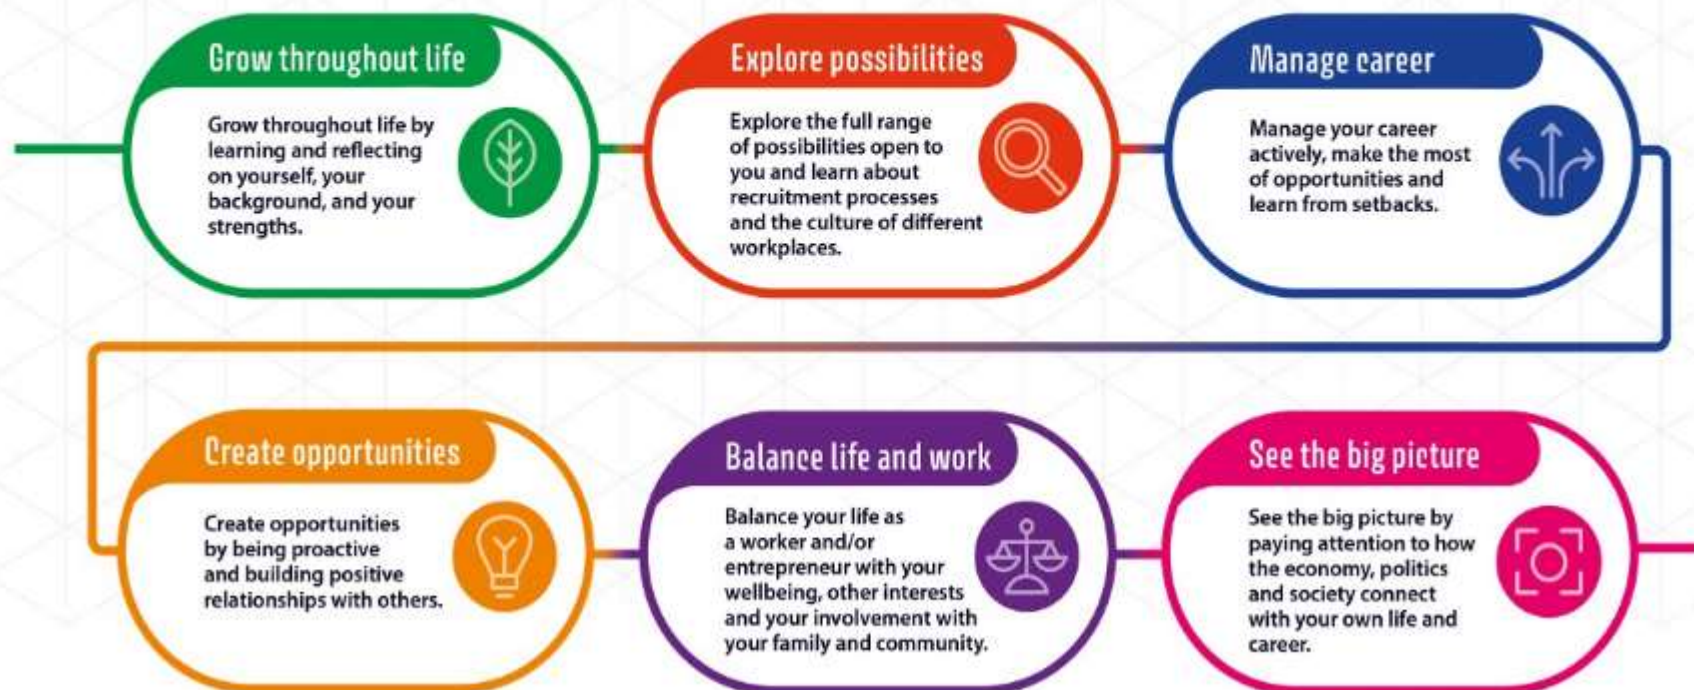 Grow throughout life
Grow throughout life by
learning and reflecting
on yourself, your
background, and your
strengths.
Explore possibilities
Explore the full range
of possibilities open to
you and learn about
recruitment processes
and the culture of different
workplaces.
Manage career
Manage your career
actively, make the most
of opportunities and
learn from setbacks.
Create opportunities
Create opportunities
by being proactive
and building positive
relationships with others.
Balance life and work
Balance your life as
a worker and/or
entrepreneur with your
wellbeing, other interests
and your involvement with
your family and community.
See the big picture
See the big picture by
paying attention to how
the economy, politics
and society connect
with your own life and
career.